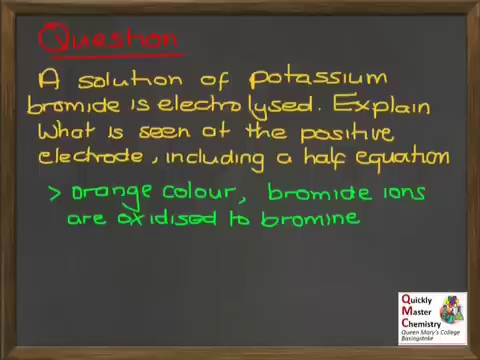 Question
A solution of potassium
bromide is electrolysed. Explain
What is seen at the positive
electrode, including a half equation
> orange colour, bromide ions
are oxidised to bromine
Quickly
Master
Chemistry
Queen Mary's College
Basingstoke